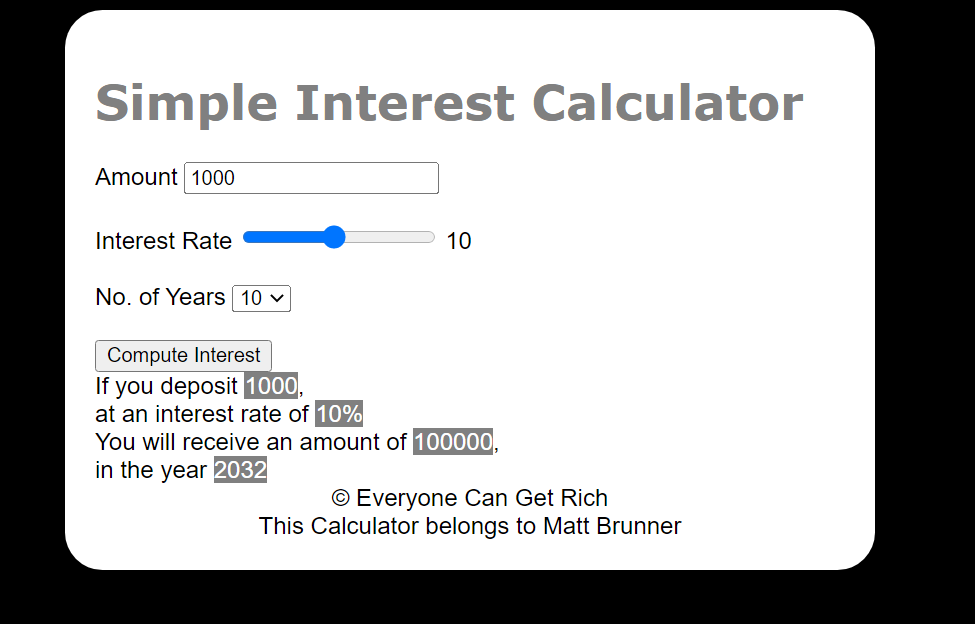 Simple Interest Calculator
Amount 1000
Interest Rate 10
No. of Years 10
Compute Interest
If you deposit 1000,
at an interest rate of 10%
You will receive an amount of 100000,
in the year 2032
© Everyone Can Get Rich
This Calculator belongs to Matt Brunner